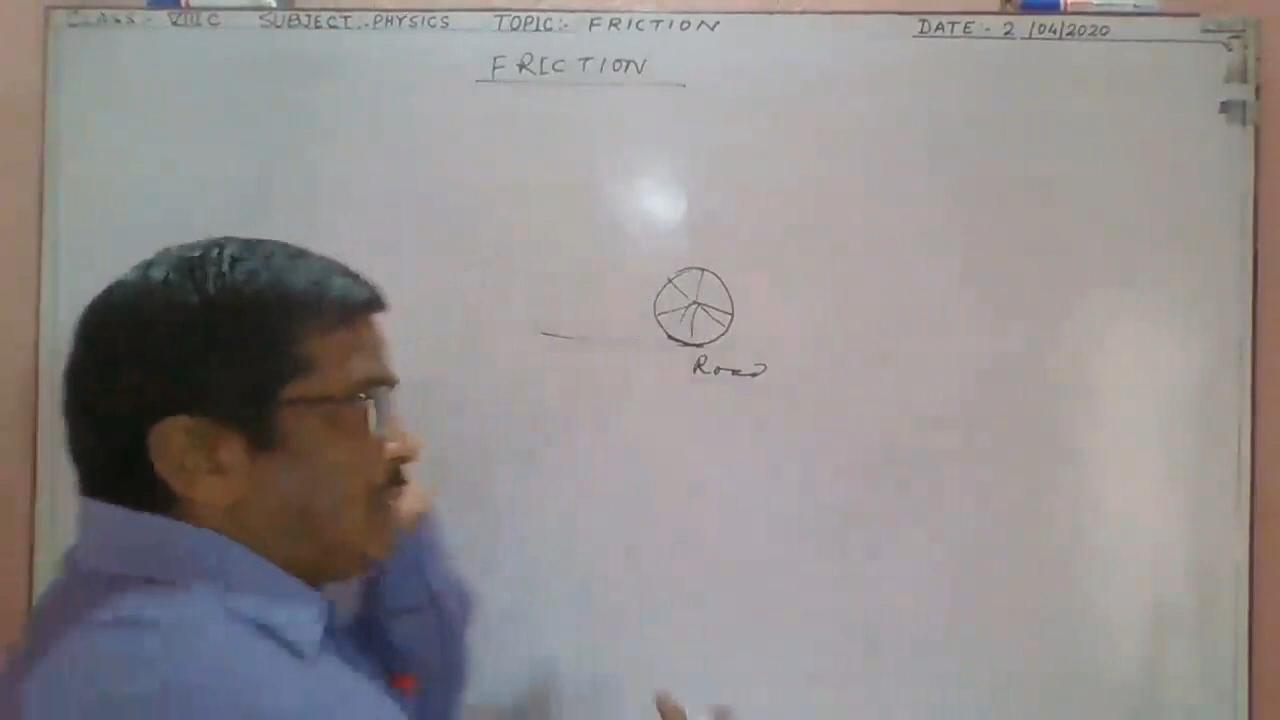 CLASS :- VIII C SUBJECT :- PHYSICS TOPIC :- FRICTION DATE :- 2 /04/2020
FRICTION
Road